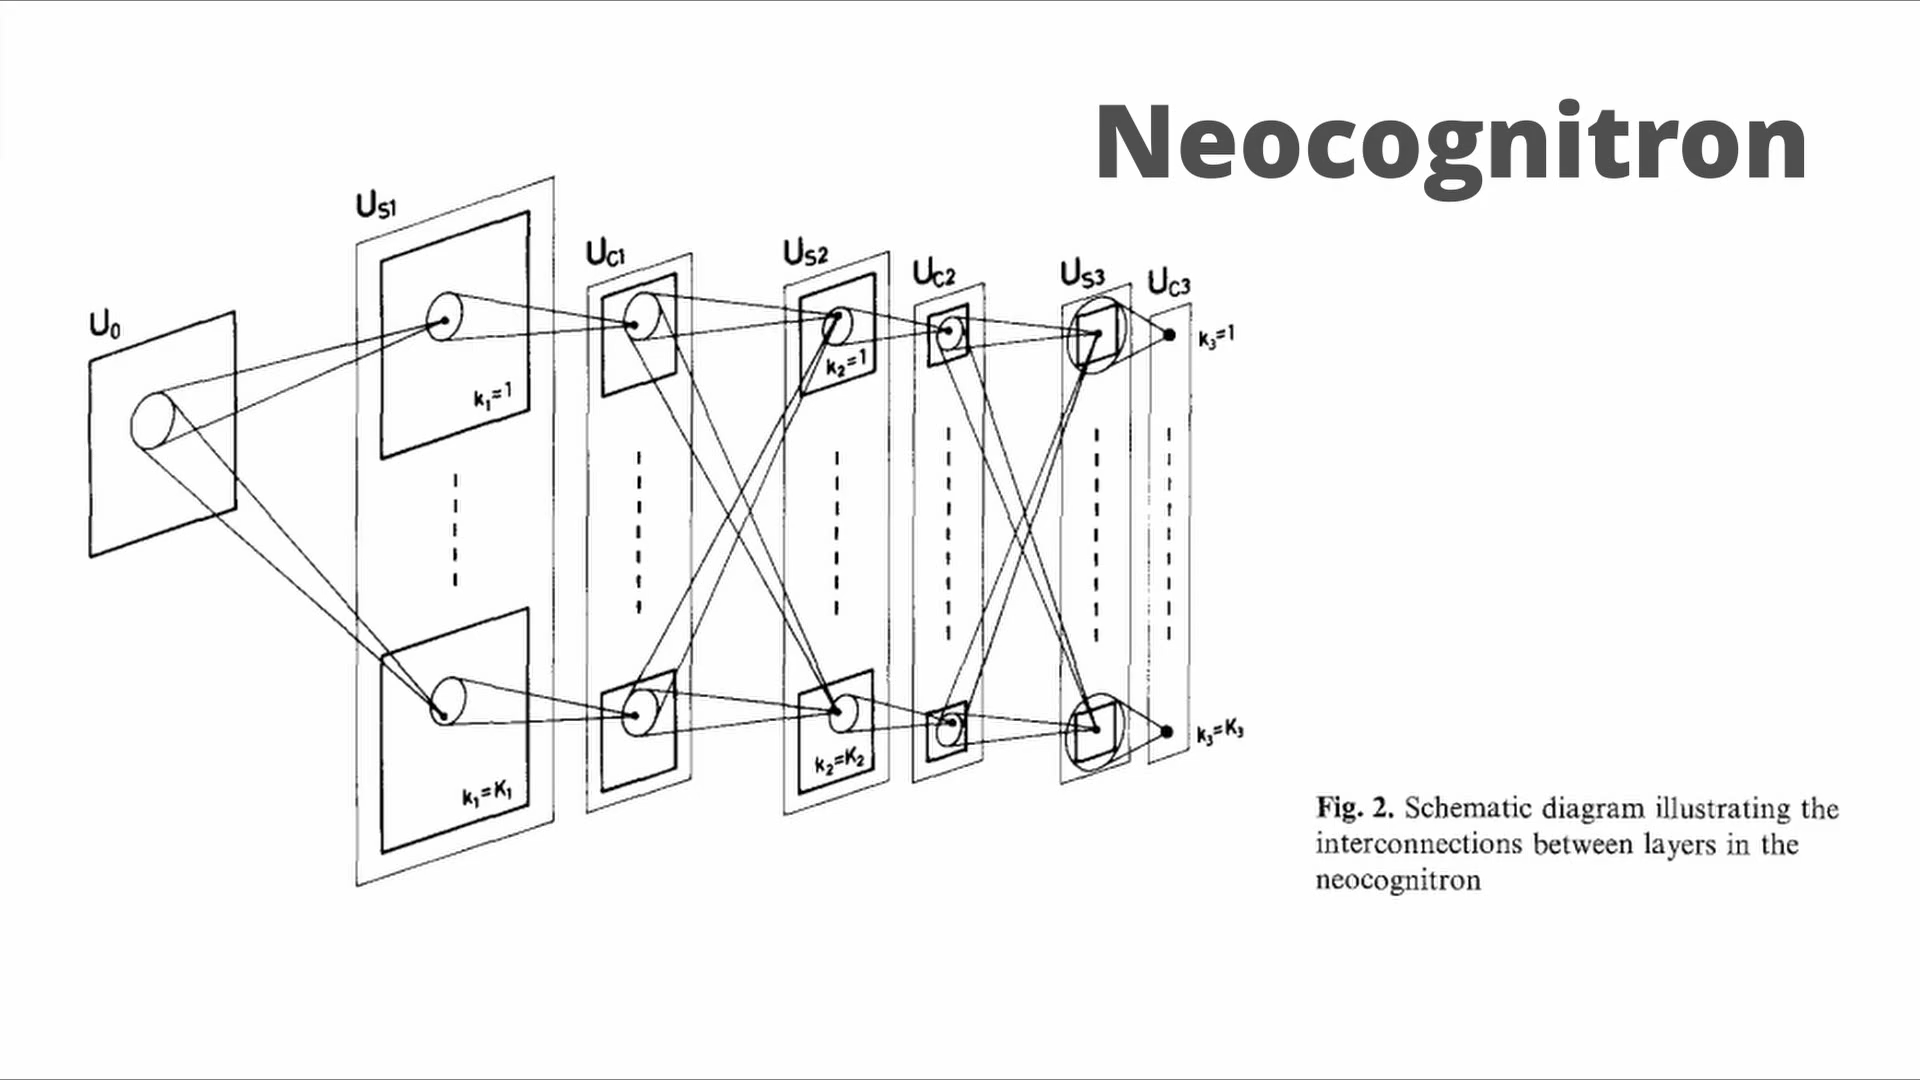 Neocognitron
U0
US1
UC1
US2
UC2
US3
UC3
k1=1
k2=1
k3=1
k1=K1
k2=K2
k3=K3
Fig. 2. Schematic diagram illustrating the
interconnections between layers in the
neocognitron